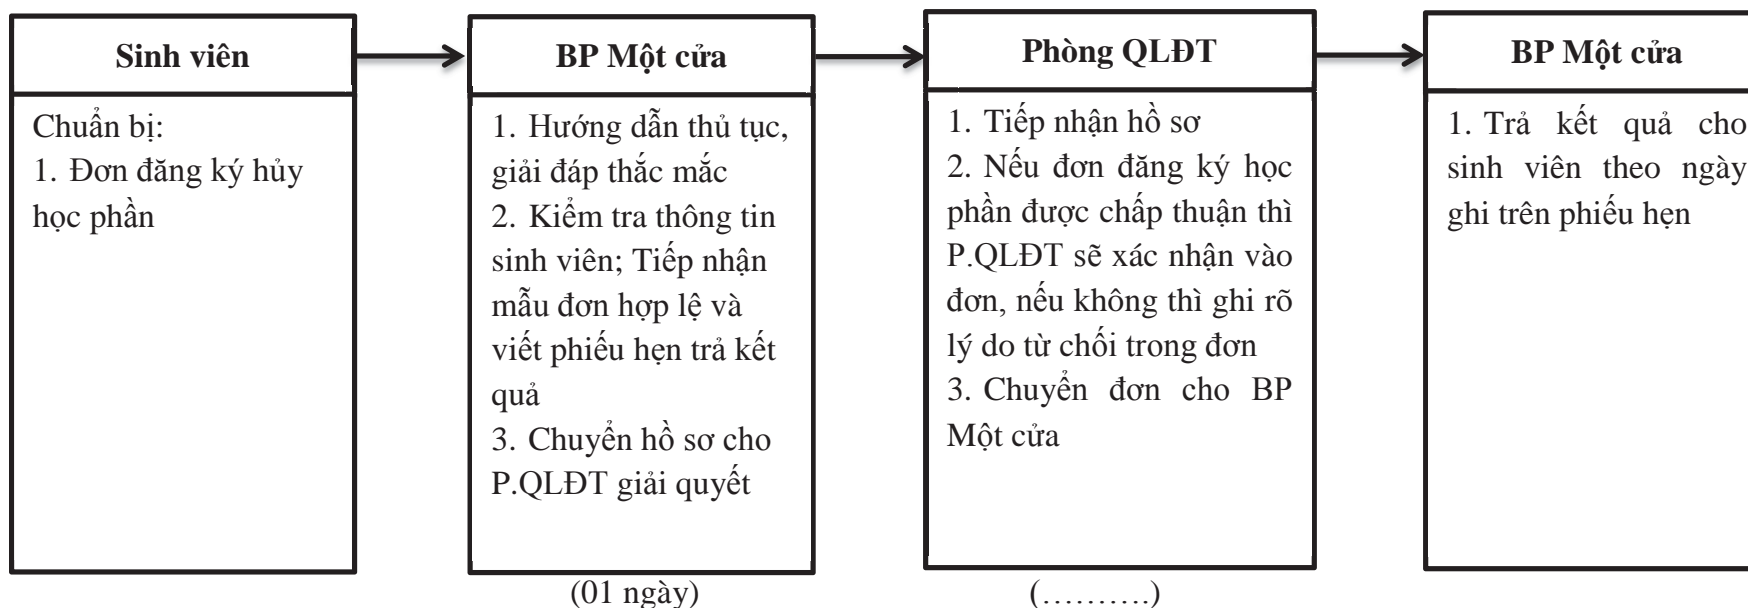 Sinh viên
Chuẩn bị:
1. Đơn đăng ký hủy
học phần
BP Một cửa
1. Hướng dẫn thủ tục,
giải đáp thắc mắc
2. Kiểm tra thông tin
sinh viên; Tiếp nhận
mẫu đơn hợp lệ và
viết phiếu hẹn trả kết
quả
3. Chuyển hồ sơ cho
P.QLĐT giải quyết
(01 ngày)
Phòng QLĐT
1. Tiếp nhận hồ sơ
2. Nếu đơn đăng ký học
phần được chấp thuận thì
P.QLĐT sẽ xác nhận vào
đơn, nếu không thì ghi rõ
lý do từ chối trong đơn
3. Chuyển đơn cho BP
Một cửa
(……….)
BP Một cửa
1. Trả kết quả cho
sinh viên theo ngày
ghi trên phiếu hẹn